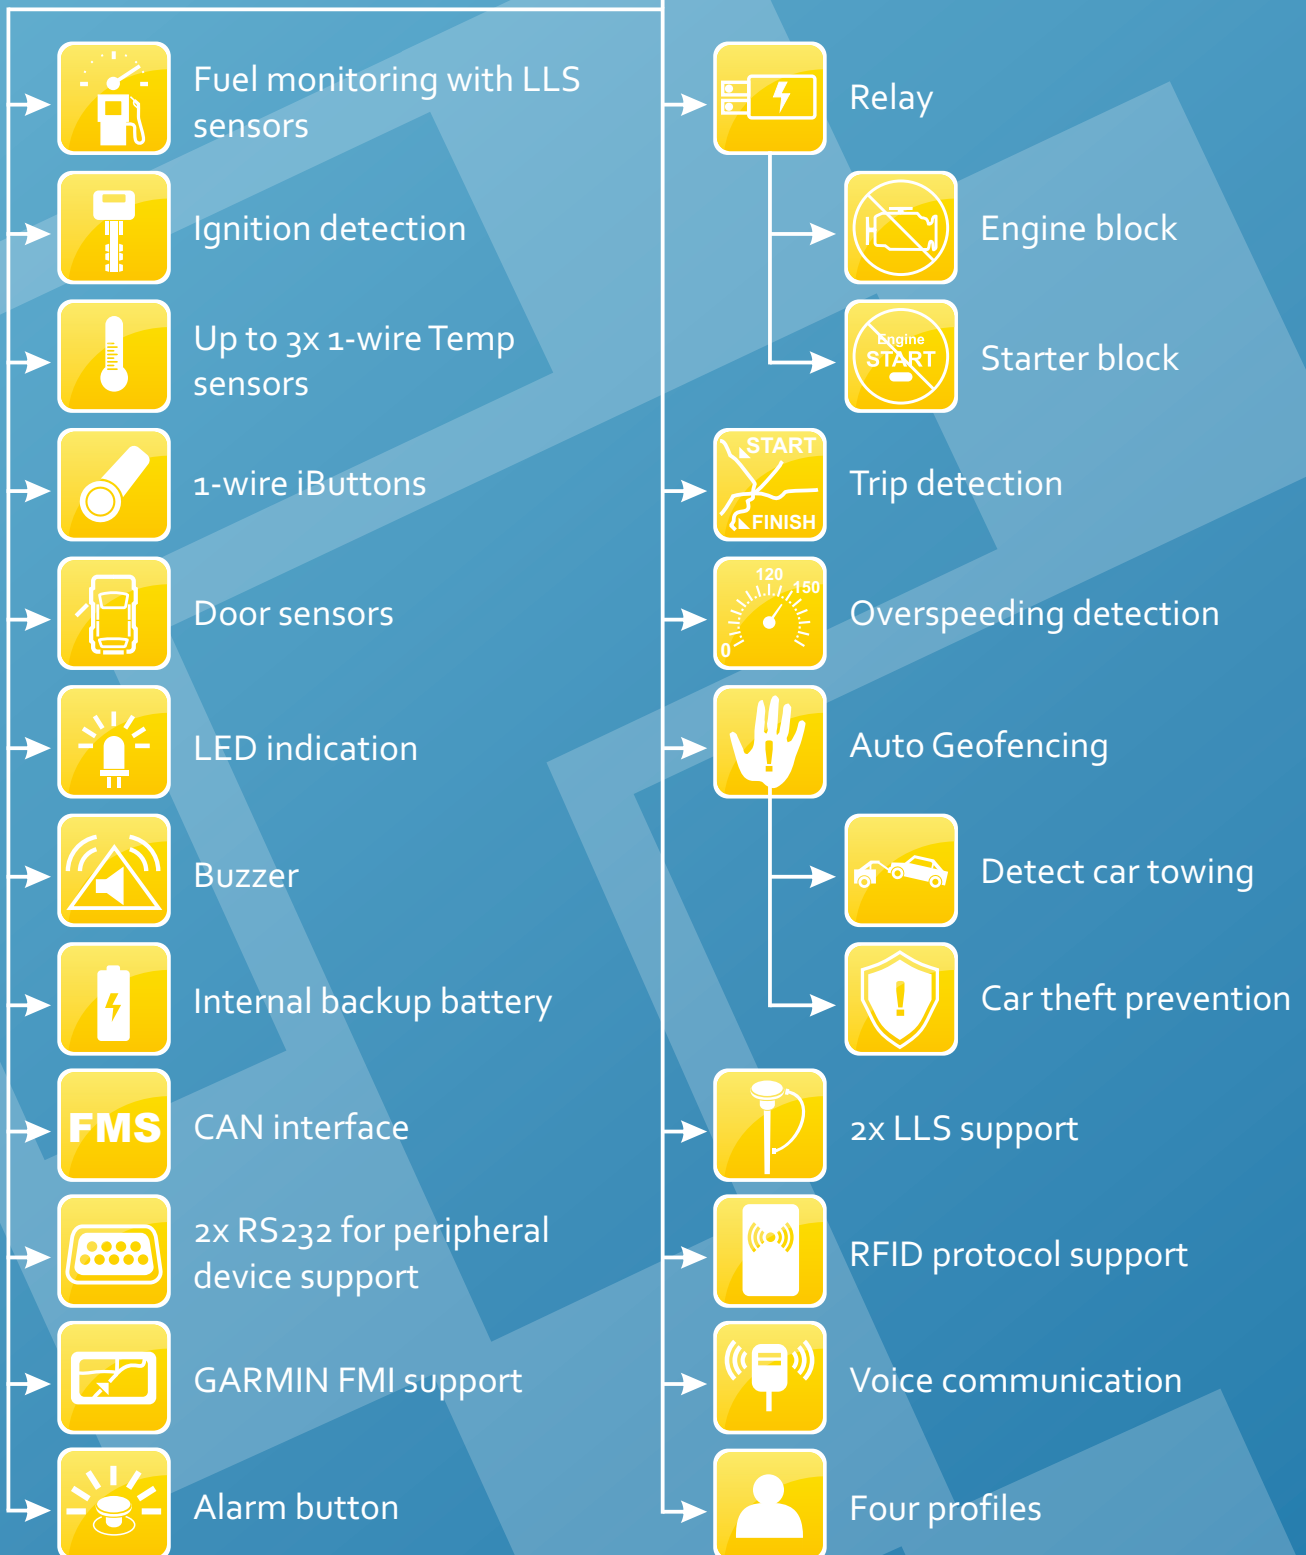 Fuel monitoring with LLS
sensors
Ignition detection
Up to 3x 1-wire Temp
sensors
1-wire iButtons
Door sensors
LED indication
Buzzer
Internal backup battery
FMS
CAN interface
2x RS232 for peripheral
device support
GARMIN FMI support
Alarm button
Relay
Engine block
Engine
START
Starter block
START
FINISH
Trip detection
120
150
0
Overspeeding detection
Auto Geofencing
Detect car towing
Car theft prevention
2x LLS support
RFID protocol support
Voice communication
Four profiles